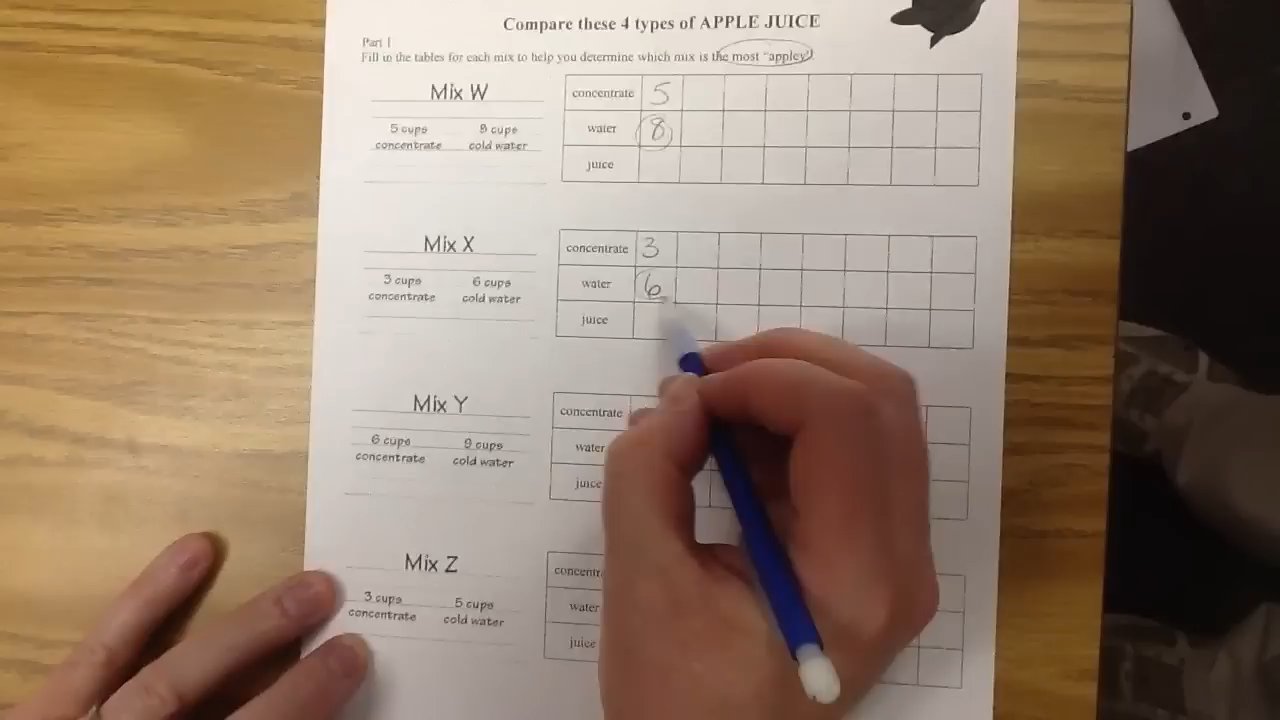 Compare these 4 types of APPLE JUICE
Part 1
Fill in the tables for each mix to help you determine which mix is the most "appley".
Mix W
5 cups 8 cups
concentrate cold water
concentrate 5
water 8
juice
Mix X
3 cups 6 cups
concentrate cold water
concentrate 3
water 6
juice
Mix Y
6 cups 9 cups
concentrate cold water
concentrate
water
juice
Mix Z
3 cups 5 cups
concentrate cold water
water
juice